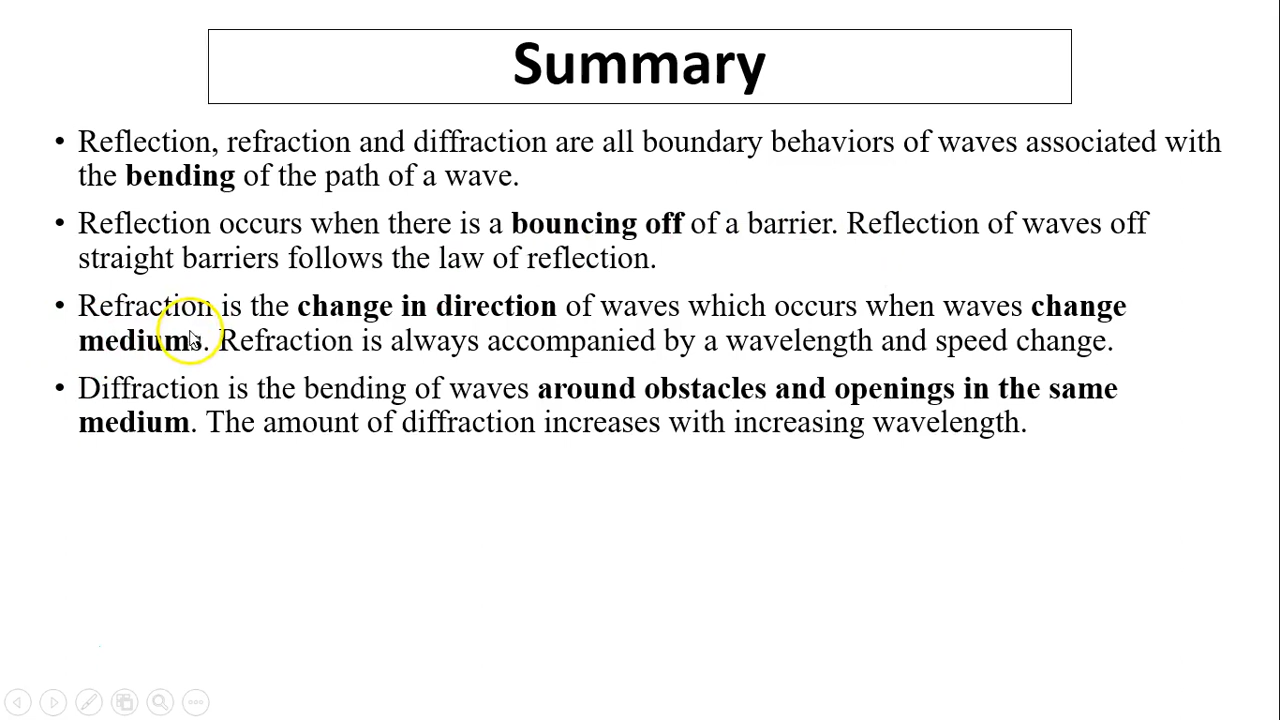 Summary
• Reflection, refraction and diffraction are all boundary behaviors of waves associated with
the bending of the path of a wave.
• Reflection occurs when there is a bouncing off of a barrier. Reflection of waves off
straight barriers follows the law of reflection.
• Refraction is the change in direction of waves which occurs when waves change
mediums. Refraction is always accompanied by a wavelength and speed change.
• Diffraction is the bending of waves around obstacles and openings in the same
medium. The amount of diffraction increases with increasing wavelength.